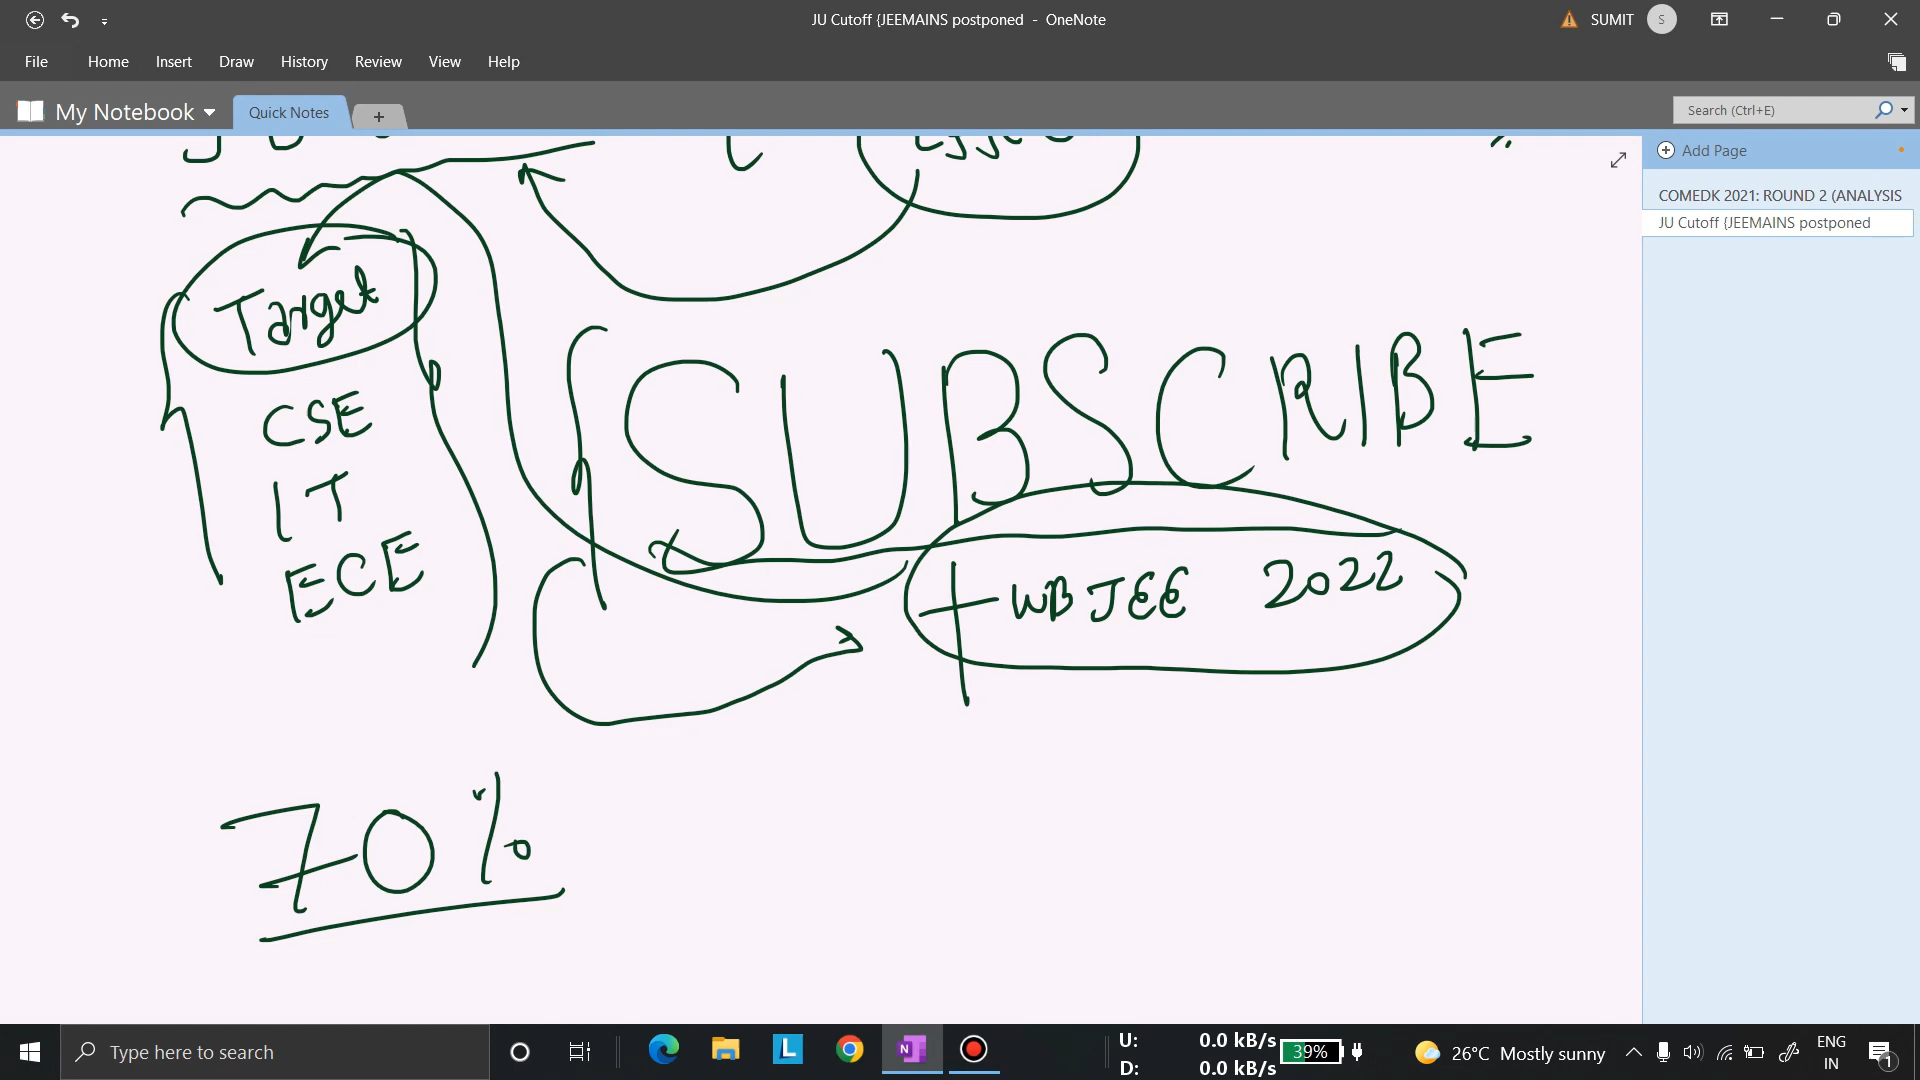 JU Cutoff {JEEMAINS postponed - OneNote
SUMIT
S
File Home Insert Draw History Review View Help
My Notebook
Quick Notes
+
Search (Ctrl+E)
Add Page
COMEDK 2021: ROUND 2 (ANALYSIS
JU Cutoff {JEEMAINS postponed
Target
CSE
IT
ECE
SUBSCRIBE
+ WBJEE 2022
70%
Type here to search
L
N
U: 0.0 kB/s
D: 0.0 kB/s
39%
26°C Mostly sunny
ENG
IN
1